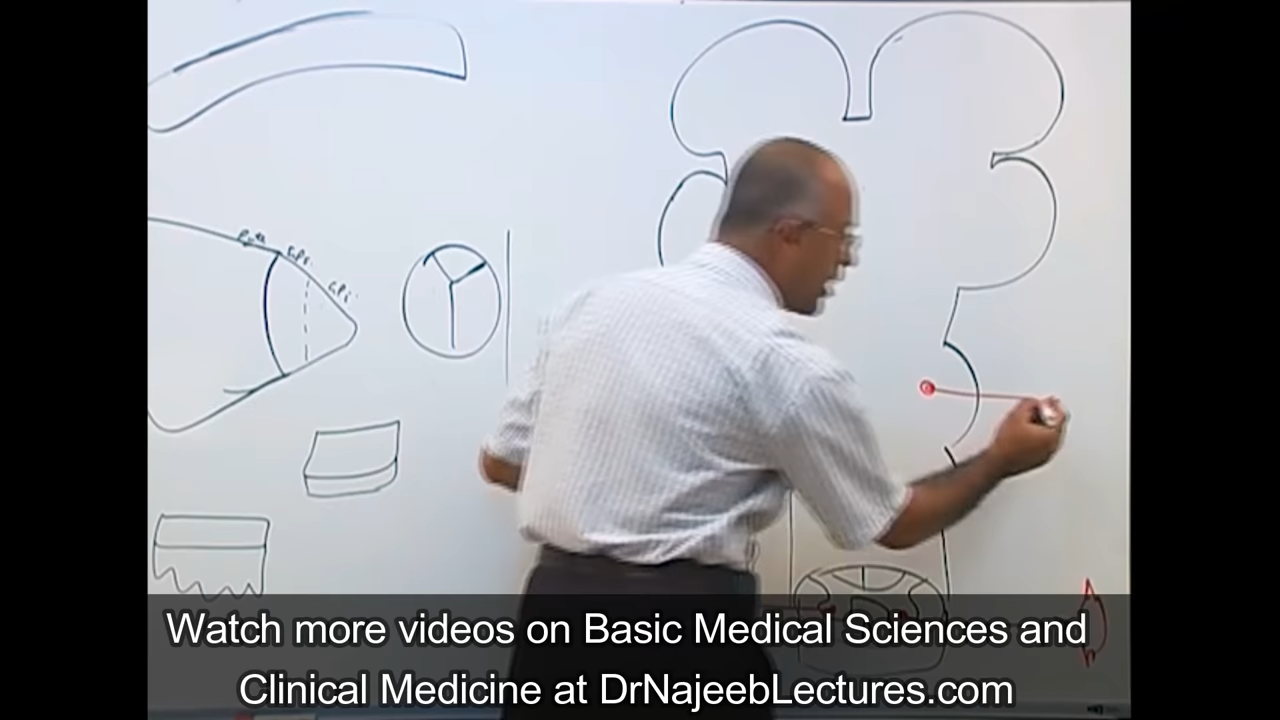 Watch more videos on Basic Medical Sciences and
Clinical Medicine at DrNajeebLectures.com